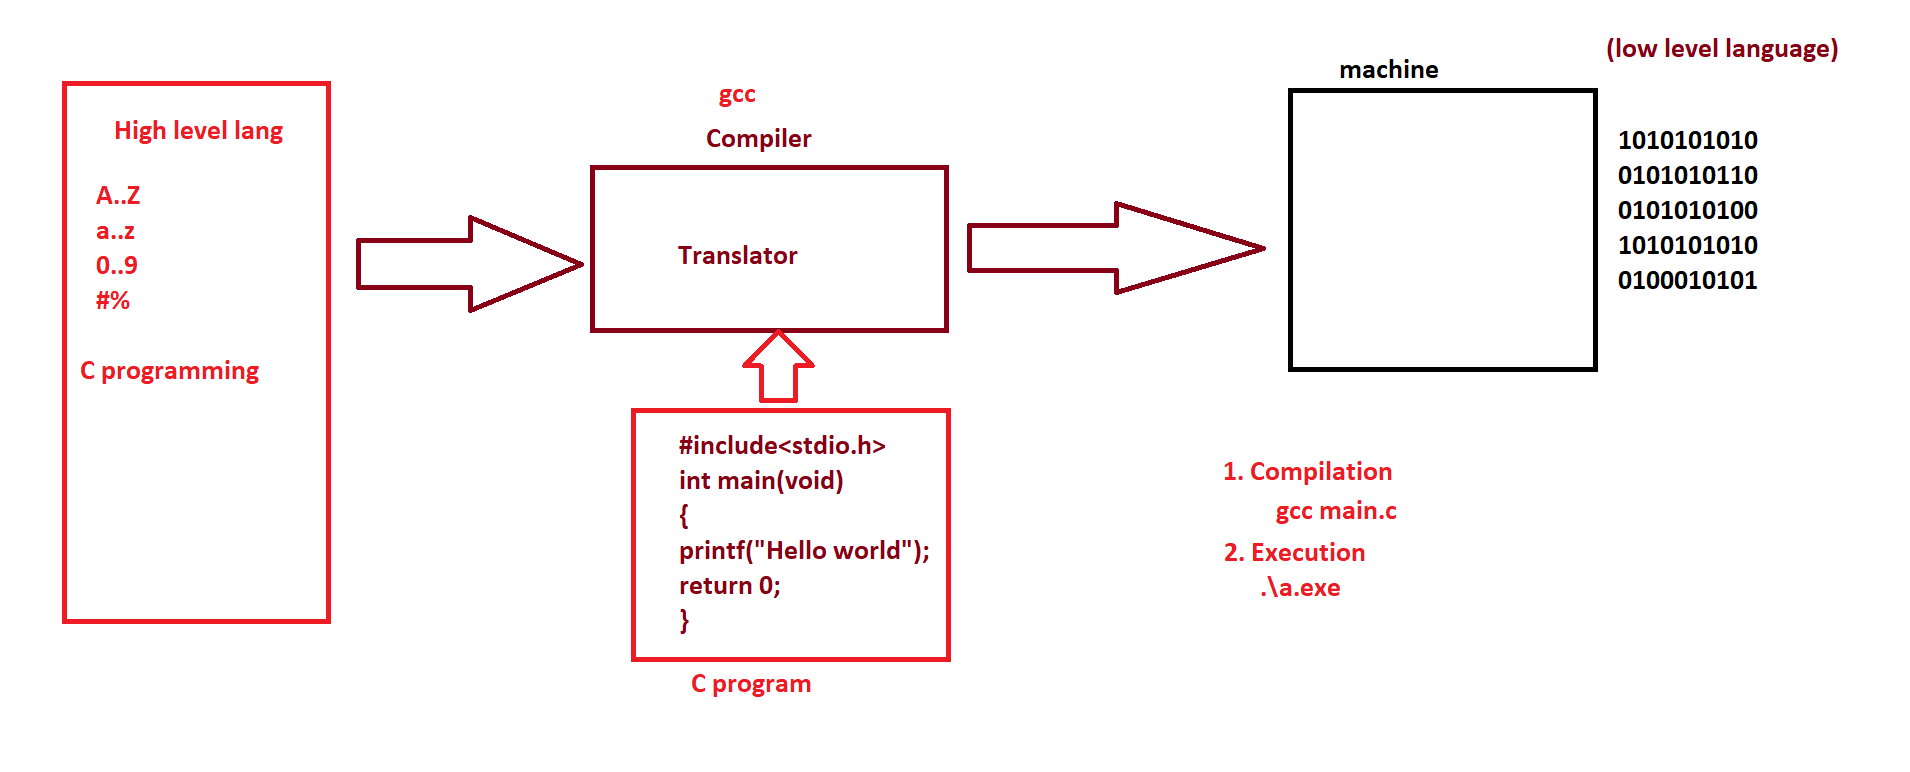 High level lang
A..Z
a..z
0..9
#%
C programming
gcc
Compiler
Translator
#include<stdio.h>
int main(void)
{
printf("Hello world");
return 0;
}
C program
machine
(low level language)
1010101010
0101010110
0101010100
1010101010
0100010101
1. Compilation
gcc main.c
2. Execution
.\a.exe